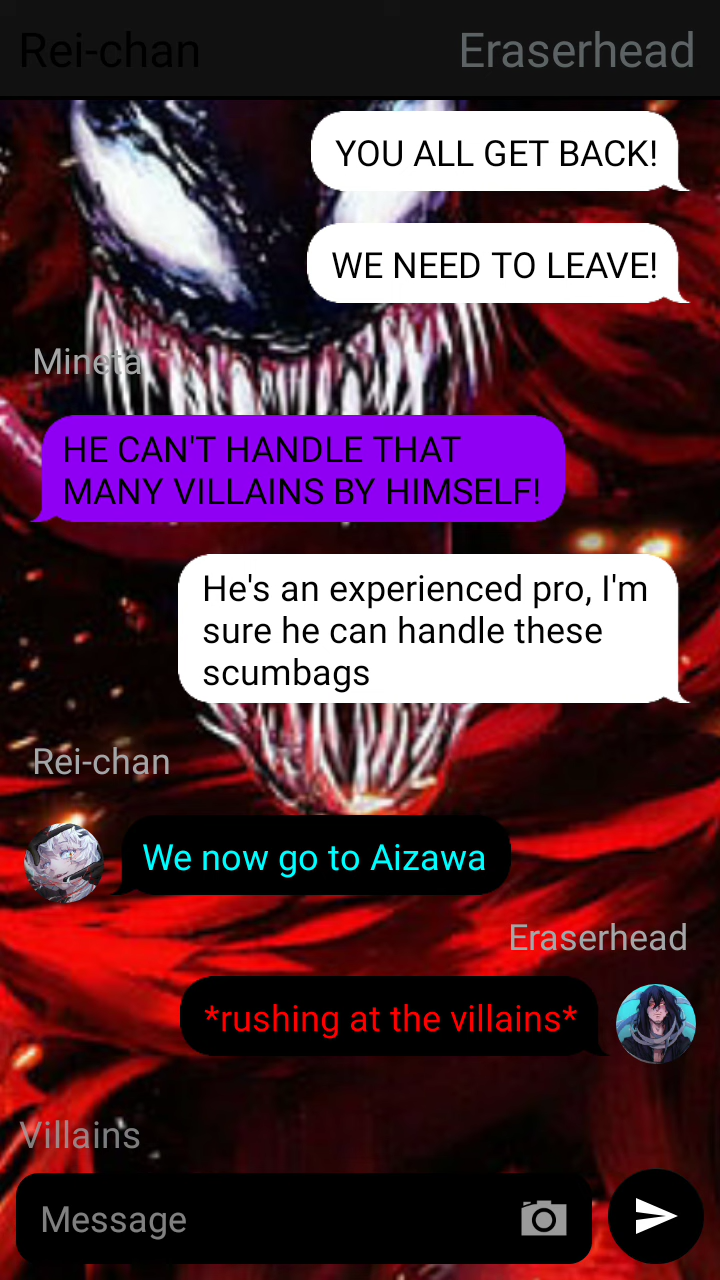 Rei-chan
Eraserhead
YOU ALL GET BACK!
WE NEED TO LEAVE!
Mineta
HE CAN'T HANDLE THAT
MANY VILLAINS BY HIMSELF!
He's an experienced pro, I'm
sure he can handle these
scumbags
Rei-chan
We now go to Aizawa
Eraserhead
*rushing at the villains*
Villains
Message